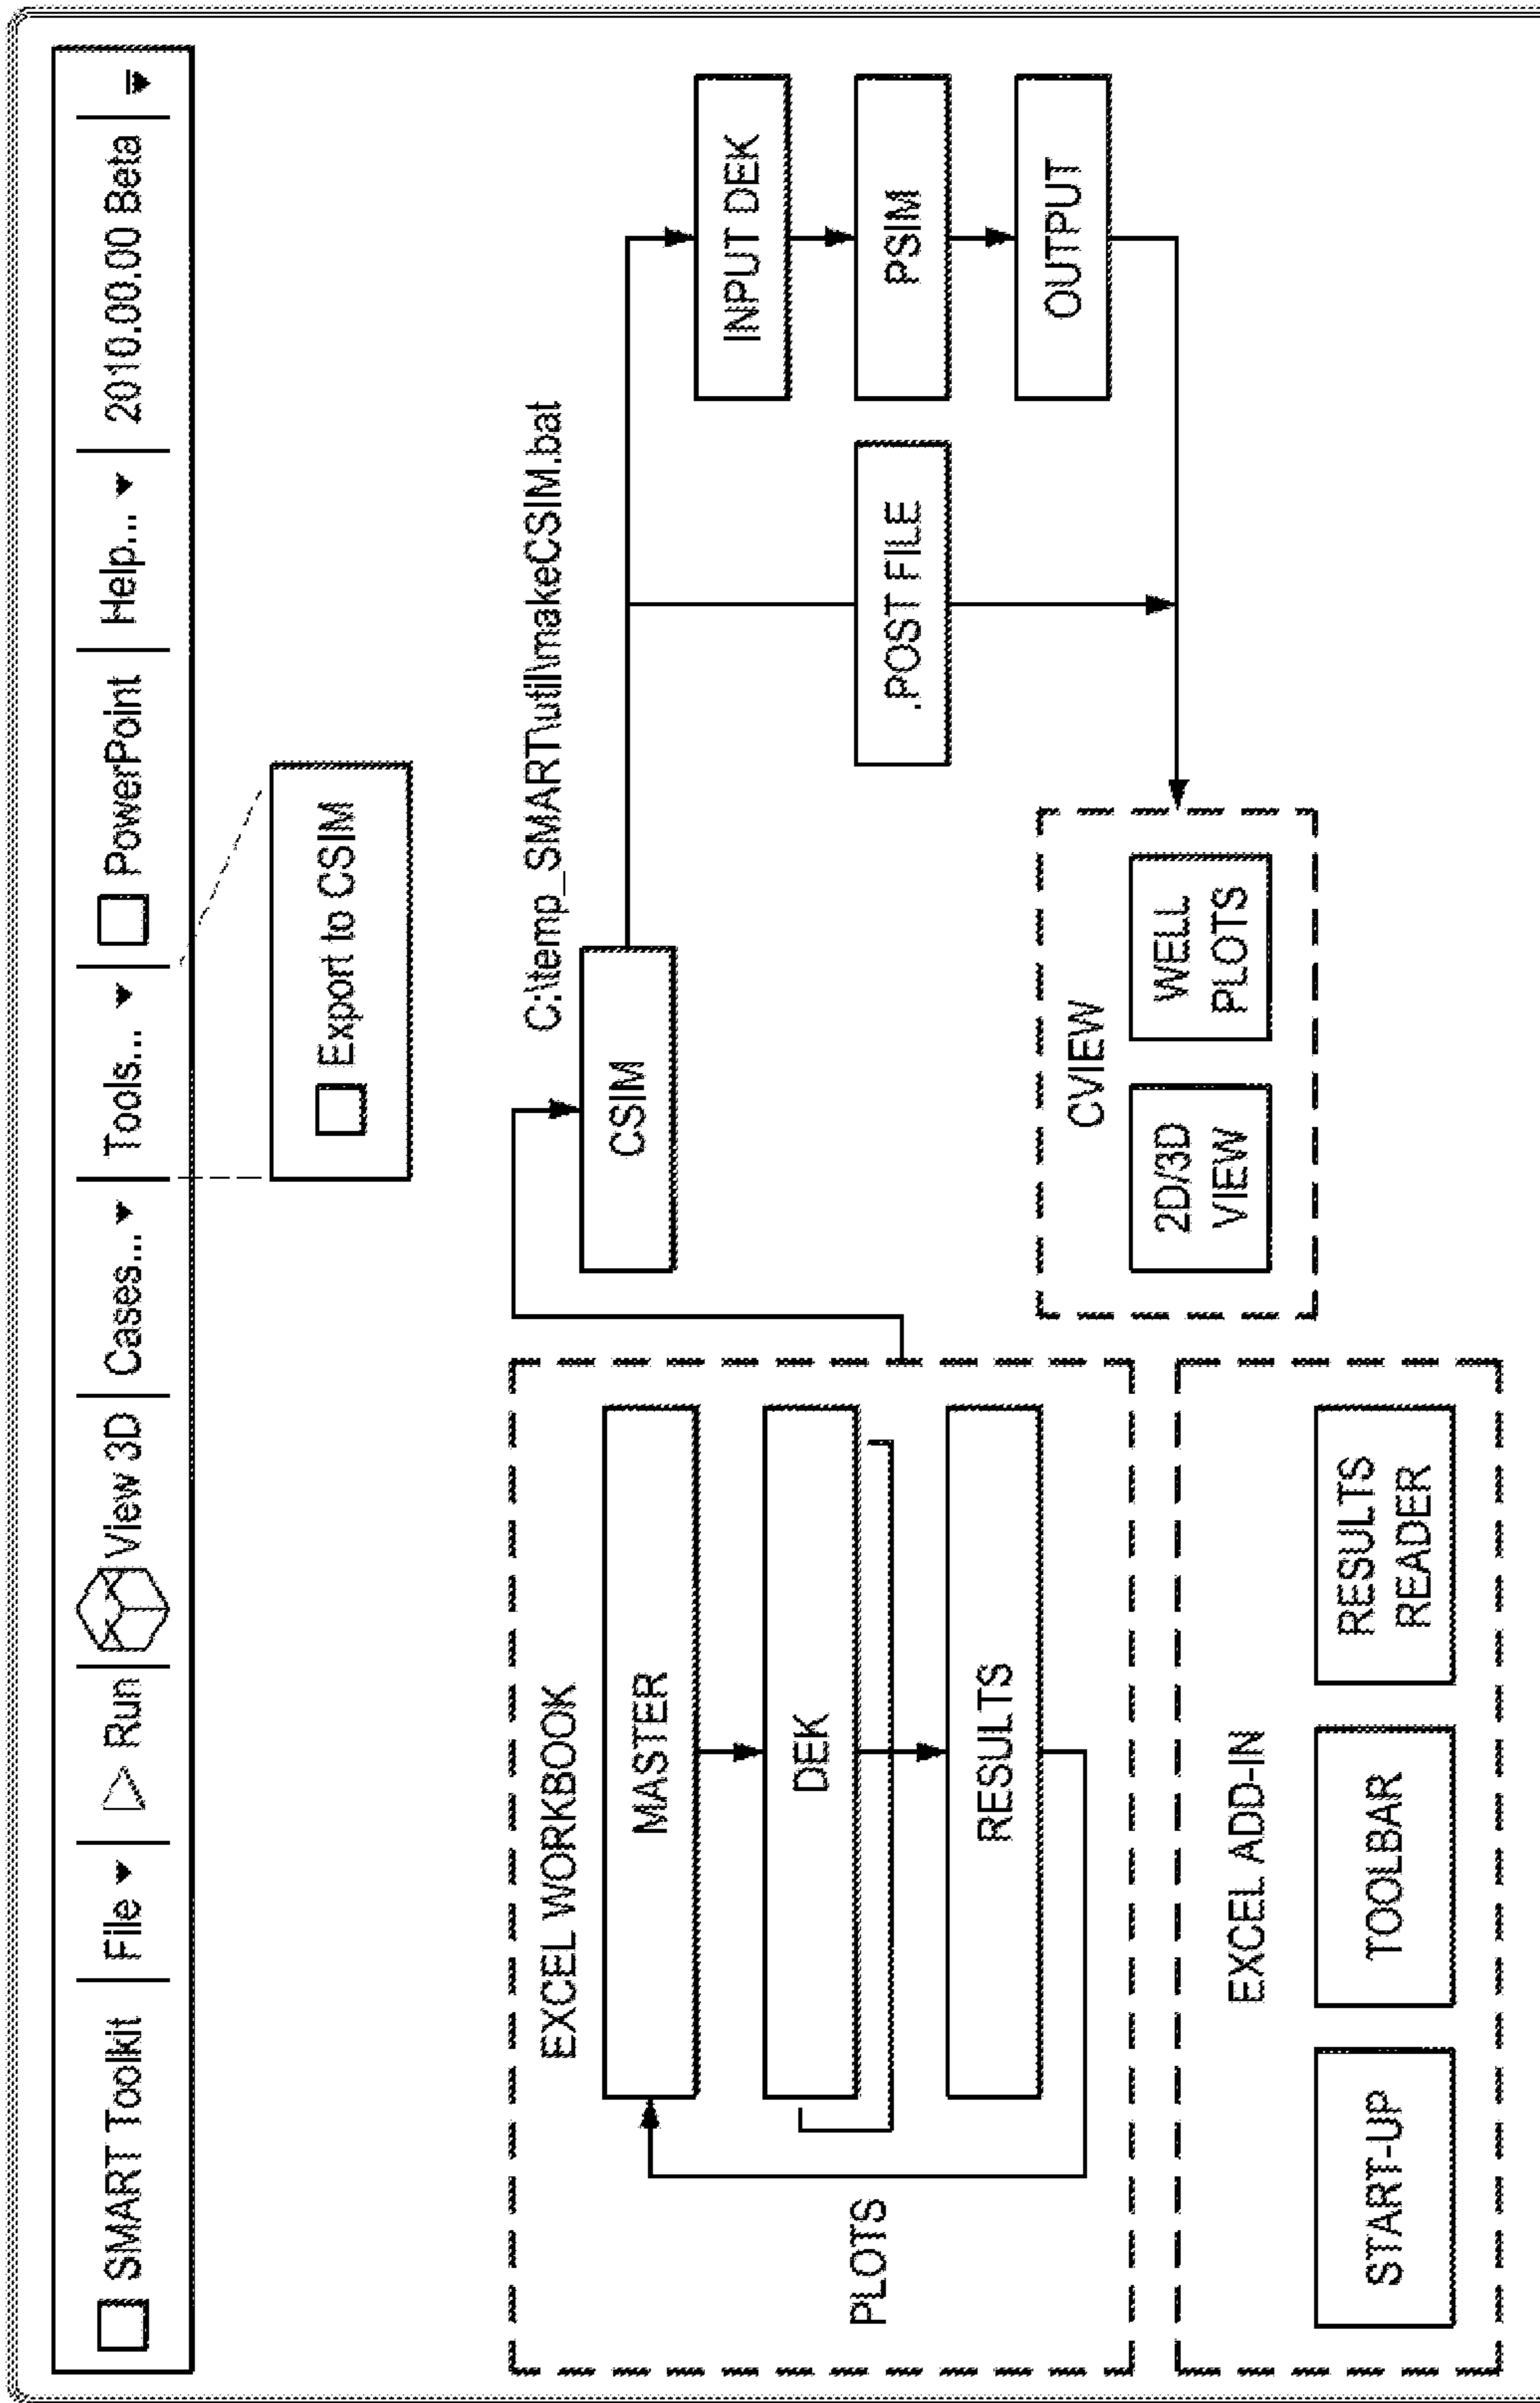 SMART Toolkit File Run View 3D Cases... Tools... PowerPoint Help... 2010.00.00 Beta
Export to CSIM
C:\temp_SMART\util\makeCSIM.bat
EXCEL WORKBOOK
MASTER
DEK
RESULTS
PLOTS
CSIM
INPUT DEK
.POST FILE
PSIM
OUTPUT
CVIEW
2D/3D
VIEW
WELL
PLOTS
EXCEL ADD-IN
START-UP
TOOLBAR
RESULTS
READER